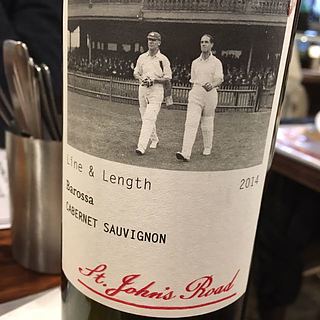 Line & Length
2014
Barossa
CABERNET SAUVIGNON
St. John's Road